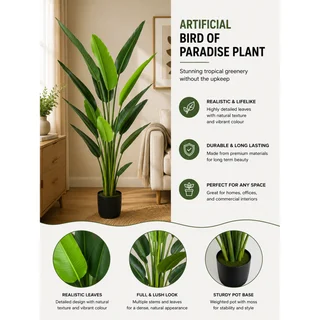 ARTIFICIAL
BIRD OF
PARADISE PLANT
Stunning tropical greenery
without the upkeep
REALISTIC & LIFELIKE
Highly detailed leaves
with natural texture
and vibrant colour
DURABLE & LONG LASTING
Made from premium materials
for long term beauty
PERFECT FOR ANY SPACE
Great for homes, offices,
and commercial interiors
REALISTIC LEAVES
Detailed design with natural
texture and vibrant colour
FULL & LUSH LOOK
Multiple stems and leaves
for a dense, natural appearance
STURDY POT BASE
Weighted pot with moss
for stability and style